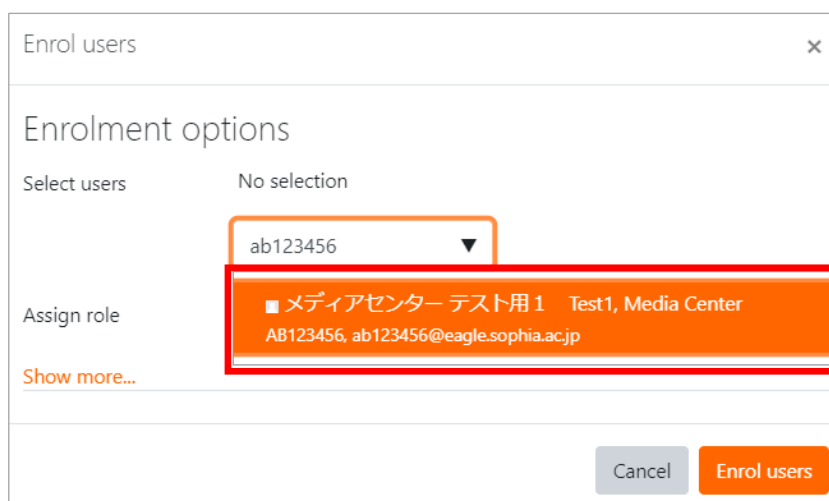 Enrol users ×
Enrolment options
Select users No selection
ab123456 ▼
メディアセンター テスト用１　Test1, Media Center
AB123456, ab123456@eagle.sophia.ac.jp
Assign role
Show more...
Cancel Enrol users